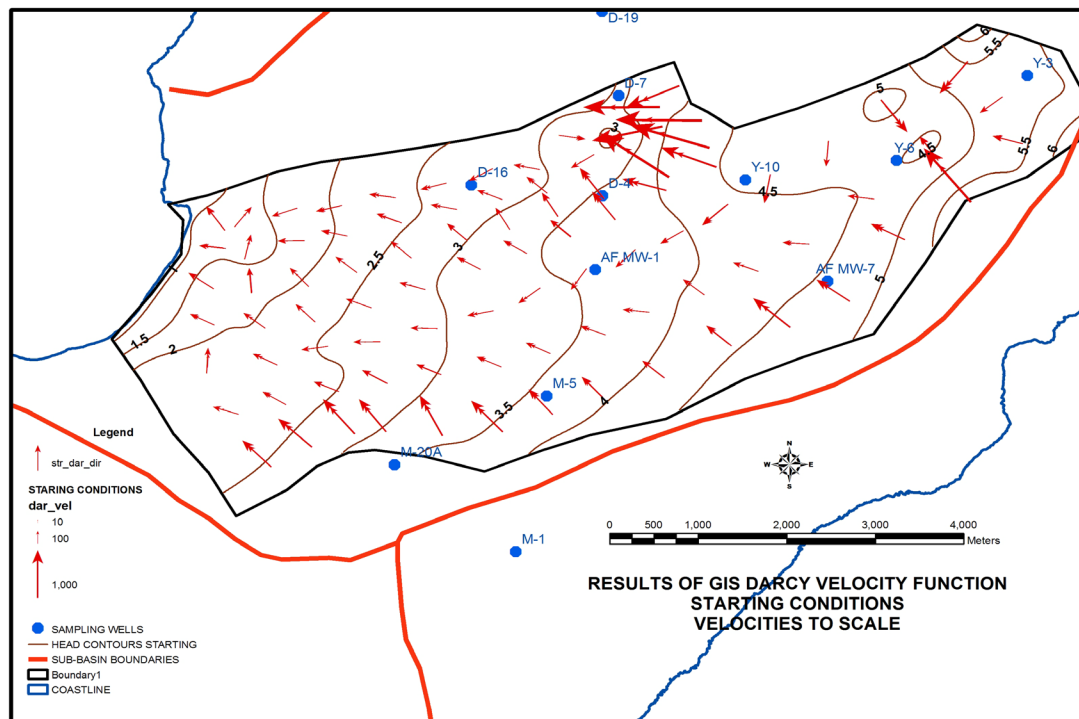 D-19
6
5.5
Y-3
D-7
5
3
Y-6
4.5
5.5
Y-10
6
D-16
4.5
D-4
2.5
3
1
AF MW-1
AF MW-7
5
1.5
2
M-5
3.5
4
Legend
M-20A
str_dar_dir
N
W E
S
STARING CONDITIONS
dar_vel
10
100
1,000
0 500 1,000 2,000 3,000 4,000
Meters
M-1
RESULTS OF GIS DARCY VELOCITY FUNCTION
STARTING CONDITIONS
VELOCITIES TO SCALE
SAMPLING WELLS
HEAD CONTOURS STARTING
SUB-BASIN BOUNDARIES
Boundary1
COASTLINE